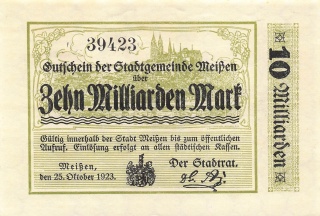 39423
Gutschein der Stadtgemeinde Meißen
über
Zehn Milliarden Mark
Gültig innerhalb der Stadt Meißen bis zum öffentlichen
Aufruf. Einlösung erfolgt an allen städtischen Kassen.
Meißen,
den 25. Oktober 1923.
Der Stadtrat.
10 Milliarden